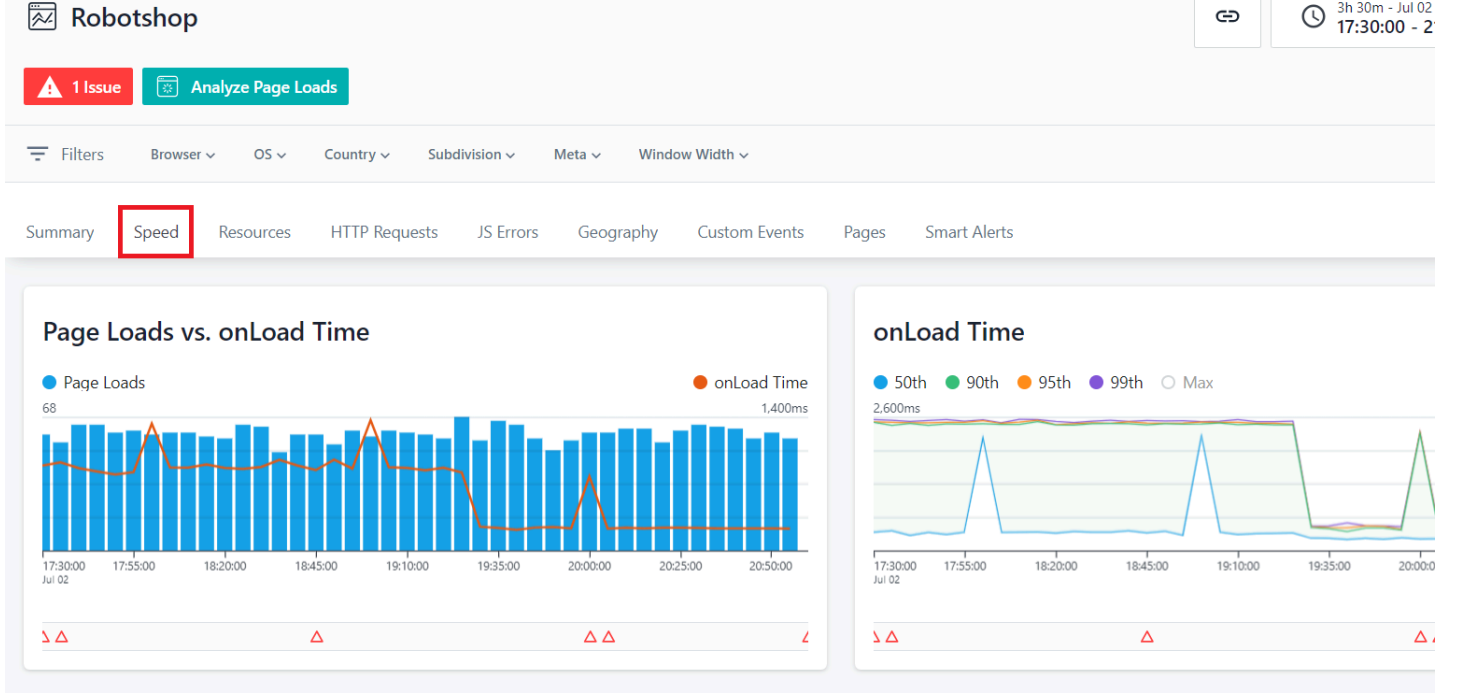 Robotshop
3h 30m - Jul 02
17:30:00 - 2
1 Issue
Analyze Page Loads
Filters Browser OS Country Subdivision Meta Window Width
Summary Speed Resources HTTP Requests JS Errors Geography Custom Events Pages Smart Alerts
Page Loads vs. onLoad Time
Page Loads onLoad Time
68 1,400ms
17:30:00 17:55:00 18:20:00 18:45:00 19:10:00 19:35:00 20:00:00 20:25:00 20:50:00
Jul 02
onLoad Time
50th 90th 95th 99th Max
2,600ms
17:30:00 17:55:00 18:20:00 18:45:00 19:10:00 19:35:00 20:00:0
Jul 02